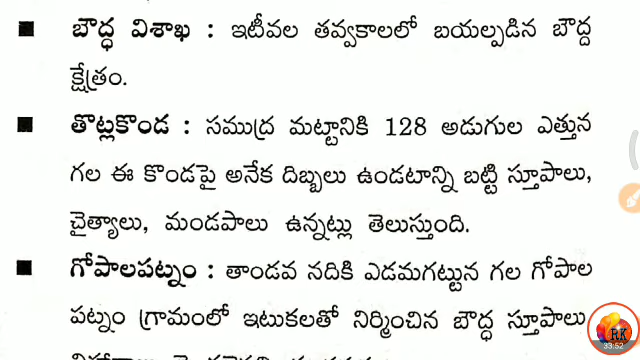 ■ బౌద్ధ విశాఖ : ఇటీవల తవ్వకాలలో బయల్పడిన బౌద్ద
క్షేత్రం.
■ తొట్లకొండ : సముద్ర మట్టానికి 128 అడుగుల ఎత్తున
గల ఈ కొండపై అనేక దిబ్బలు ఉండటాన్ని బట్టి స్తూపాలు,
చైత్యాలు, మండపాలు ఉన్నట్లు తెలుస్తుంది.
■ గోపాలపట్నం : తాండవ నదికి ఎడమగట్టున గల గోపాల
పట్నం గ్రామంలో ఇటుకలతో నిర్మించిన బౌద్ధ స్తూపాలు
RK
33:52